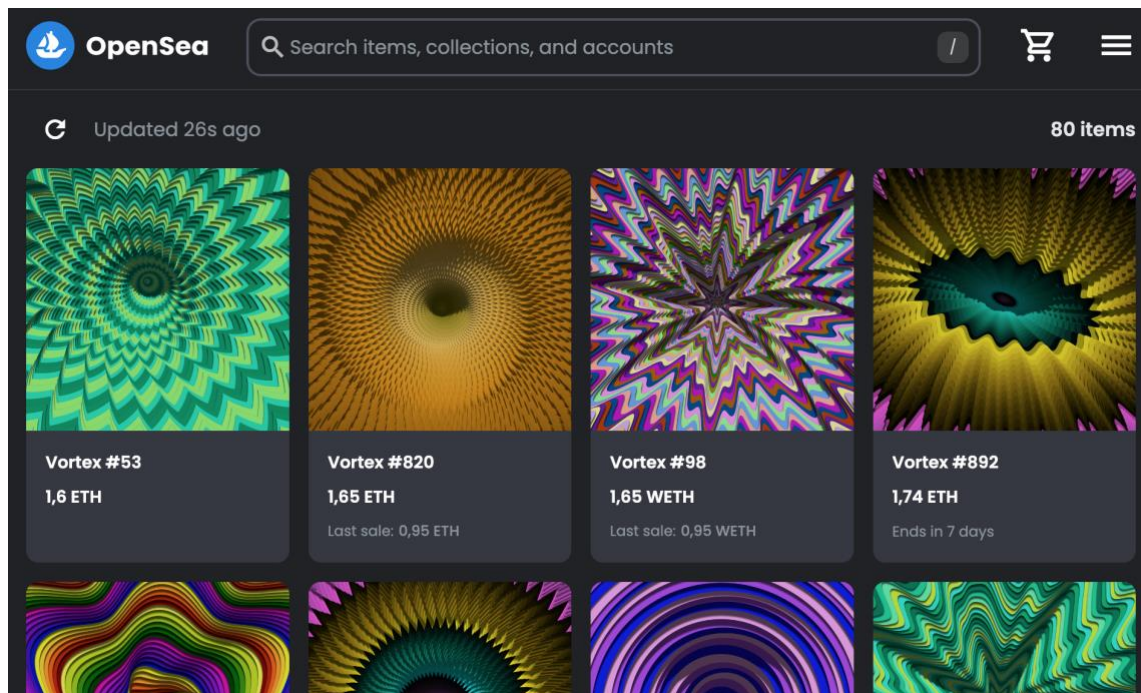 OpenSea
Search items, collections, and accounts
/
Updated 26s ago
80 items
Vortex #53
1,6 ETH
Vortex #820
1,65 ETH
Last sale: 0,95 ETH
Vortex #98
1,65 WETH
Last sale: 0,95 WETH
Vortex #892
1,74 ETH
Ends in 7 days